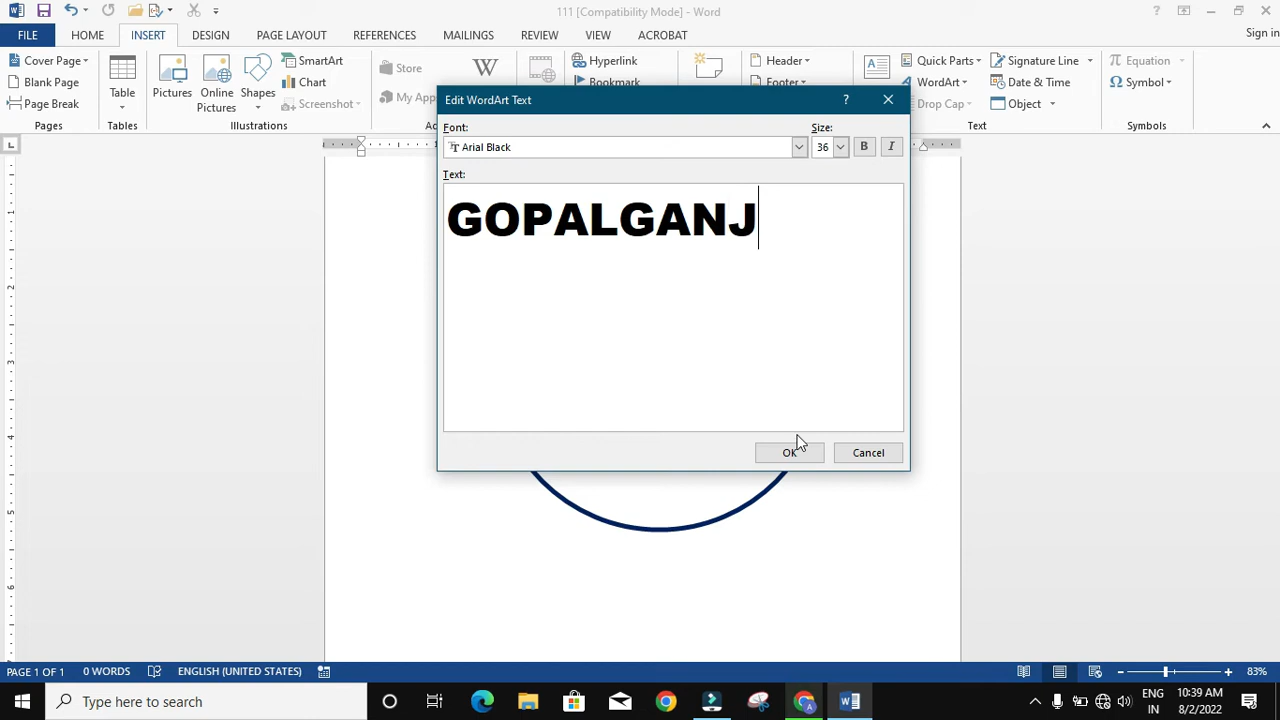 111 [Compatibility Mode] - Word
FILE HOME INSERT DESIGN PAGE LAYOUT REFERENCES MAILINGS REVIEW VIEW ACROBAT Sign in
Cover Page
Blank Page
Page Break
Pages
Table
Tables
Pictures
Online Pictures
Shapes
SmartArt
Chart
Screenshot
Illustrations
Store
My App
Hyperlink
Bookmark
Header
Footer
Quick Parts
WordArt
Drop Cap
Signature Line
Date & Time
Object
Text
Equation
Symbol
Symbols
Edit WordArt Text
Font:
Size:
Arial Black
36
B
I
Text:
GOPALGANJ
OK
Cancel
PAGE 1 OF 1 0 WORDS ENGLISH (UNITED STATES) 83%
Type here to search
ENG
IN
10:39 AM
8/2/2022